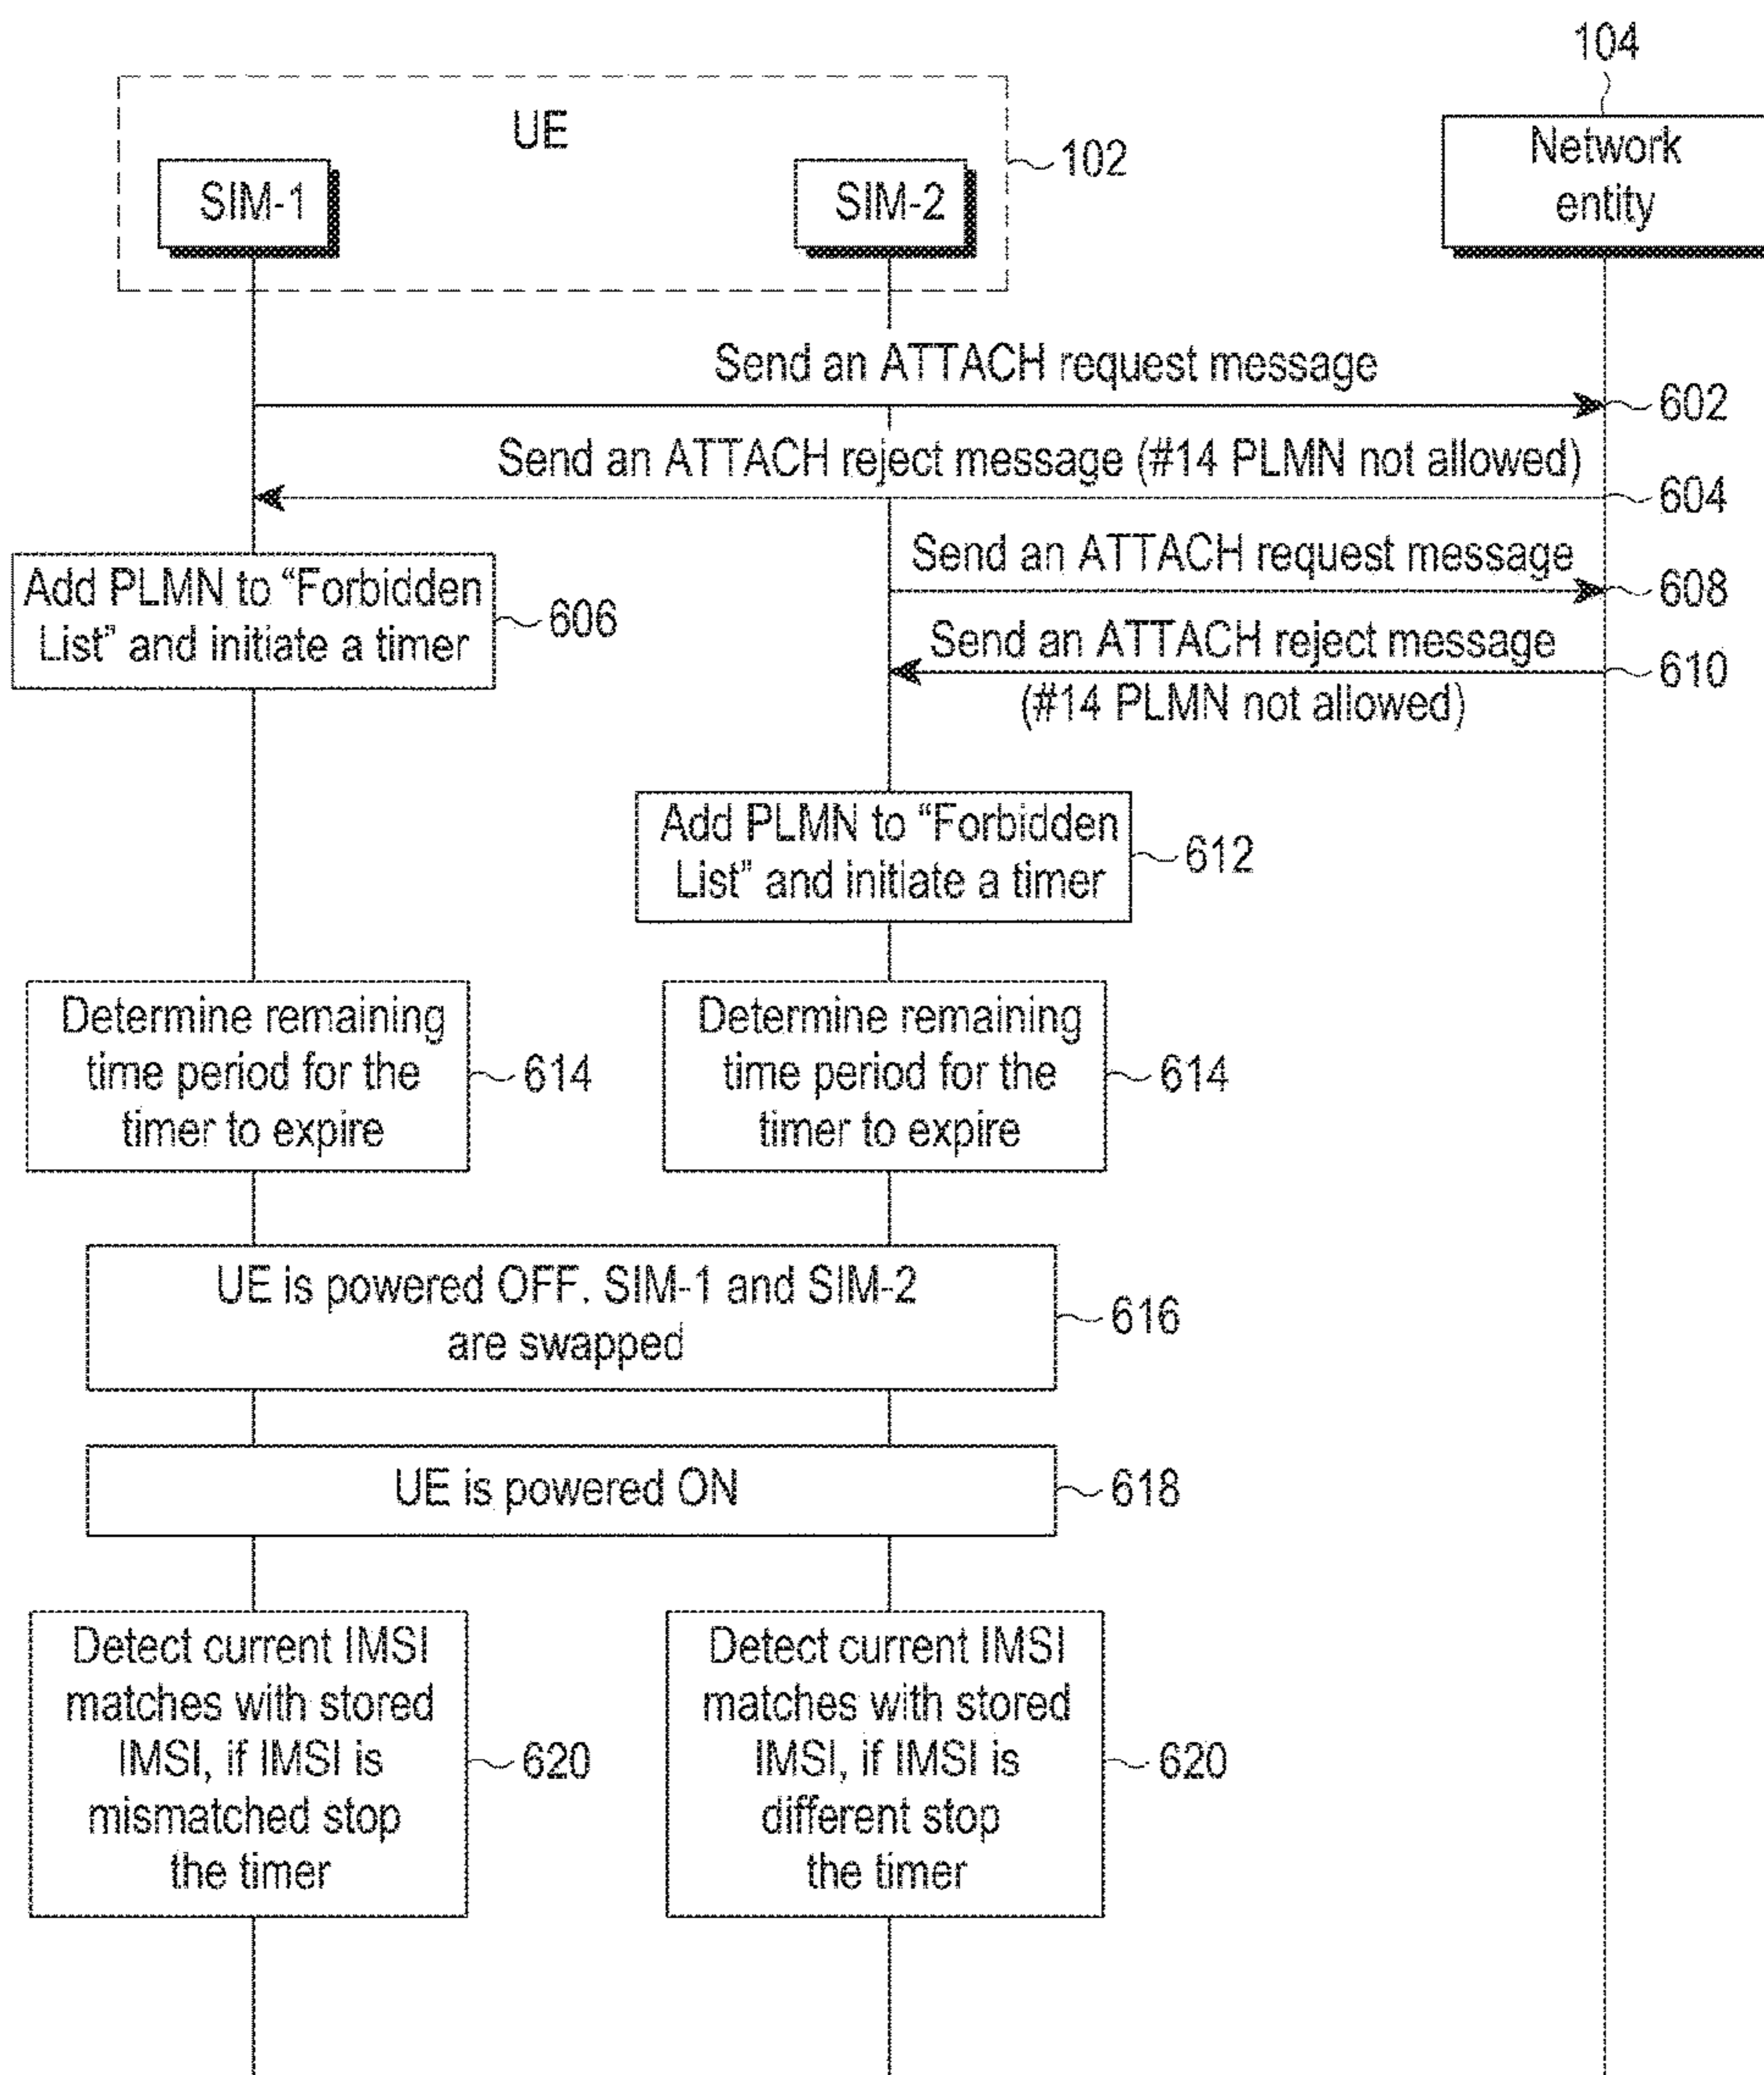 104
UE
SIM-1
SIM-2
102
Network
entity
Send an ATTACH request message
602
Send an ATTACH reject message (#14 PLMN not allowed)
604
Send an ATTACH request message
608
Add PLMN to “Forbidden
List” and initiate a timer
606
Send an ATTACH reject message
610
(#14 PLMN not allowed)
Add PLMN to “Forbidden
List” and initiate a timer
612
Determine remaining
time period for the
timer to expire
614
Determine remaining
time period for the
timer to expire
614
UE is powered OFF. SIM-1 and SIM-2
are swapped
616
UE is powered ON
618
Detect current IMSI
matches with stored
IMSI, if IMSI is
mismatched stop
the timer
620
Detect current IMSI
matches with stored
IMSI, if IMSI is
different stop
the timer
620